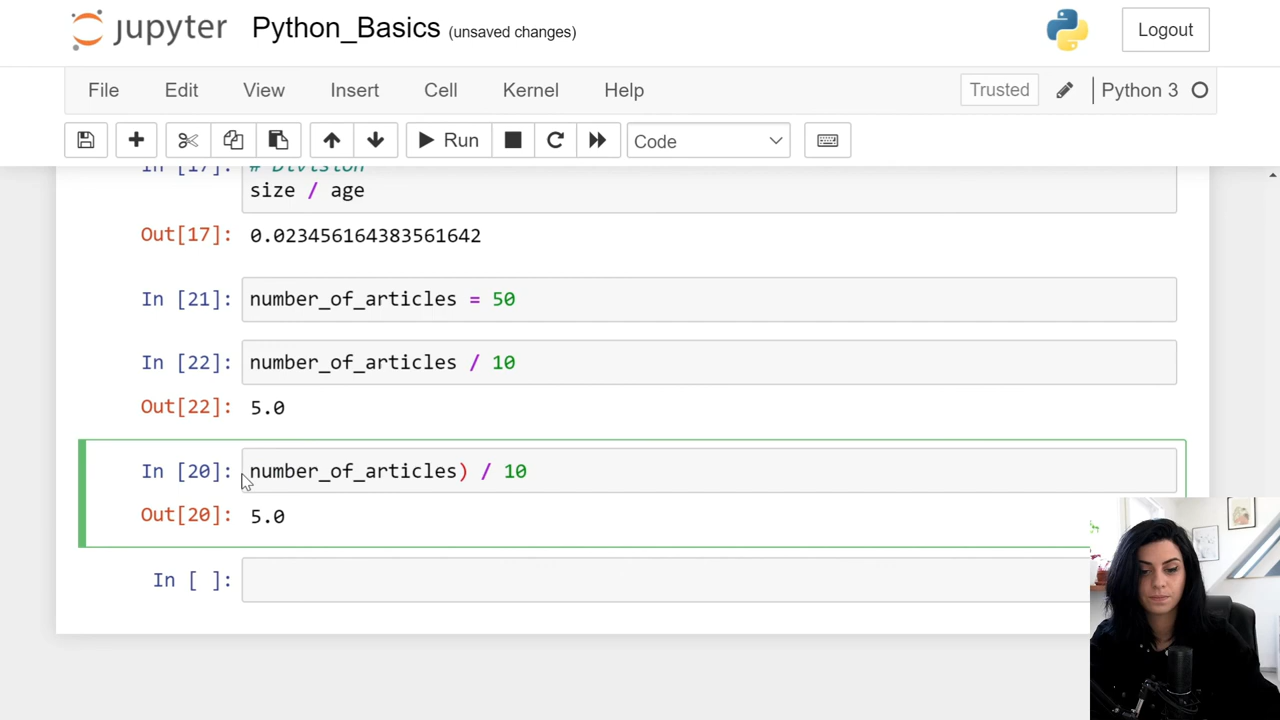 jupyter Python_Basics (unsaved changes) Logout
File Edit View Insert Cell Kernel Help Trusted Python 3
Run Code
In [17]: # Division
size / age
Out[17]: 0.023456164383561642
In [21]: number_of_articles = 50
In [22]: number_of_articles / 10
Out[22]: 5.0
In [20]: number_of_articles) / 10
Out[20]: 5.0
In [ ]: